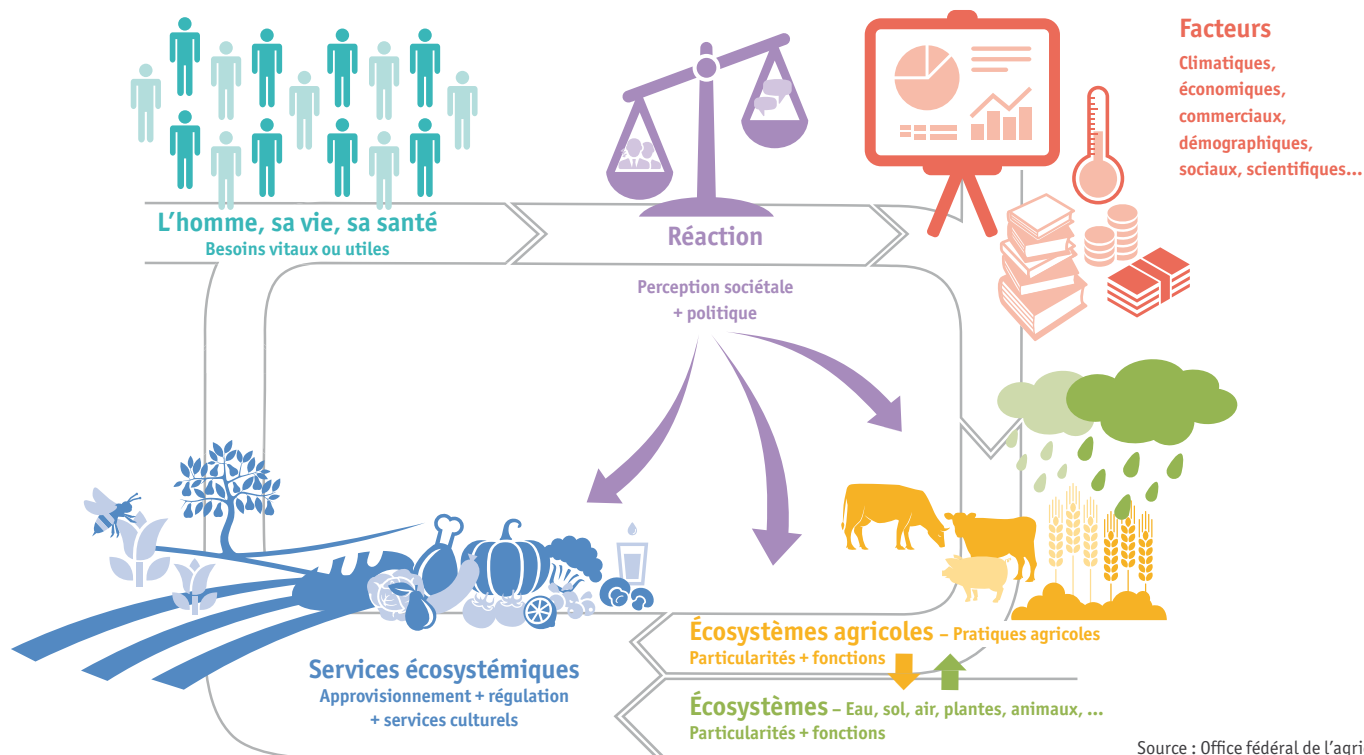 Facteurs
Climatiques,
économiques,
commerciaux,
démographiques,
sociaux, scientifiques...
L'homme, sa vie, sa santé
Besoins vitaux ou utiles
Réaction
Perception sociétale
+ politique
Écosystèmes agricoles – Pratiques agricoles
Particularités + fonctions
Services écosystémiques
Approvisionnement + régulation
+ services culturels
Écosystèmes – Eau, sol, air, plantes, animaux, ...
Particularités + fonctions
Source : Office fédéral de l'agri